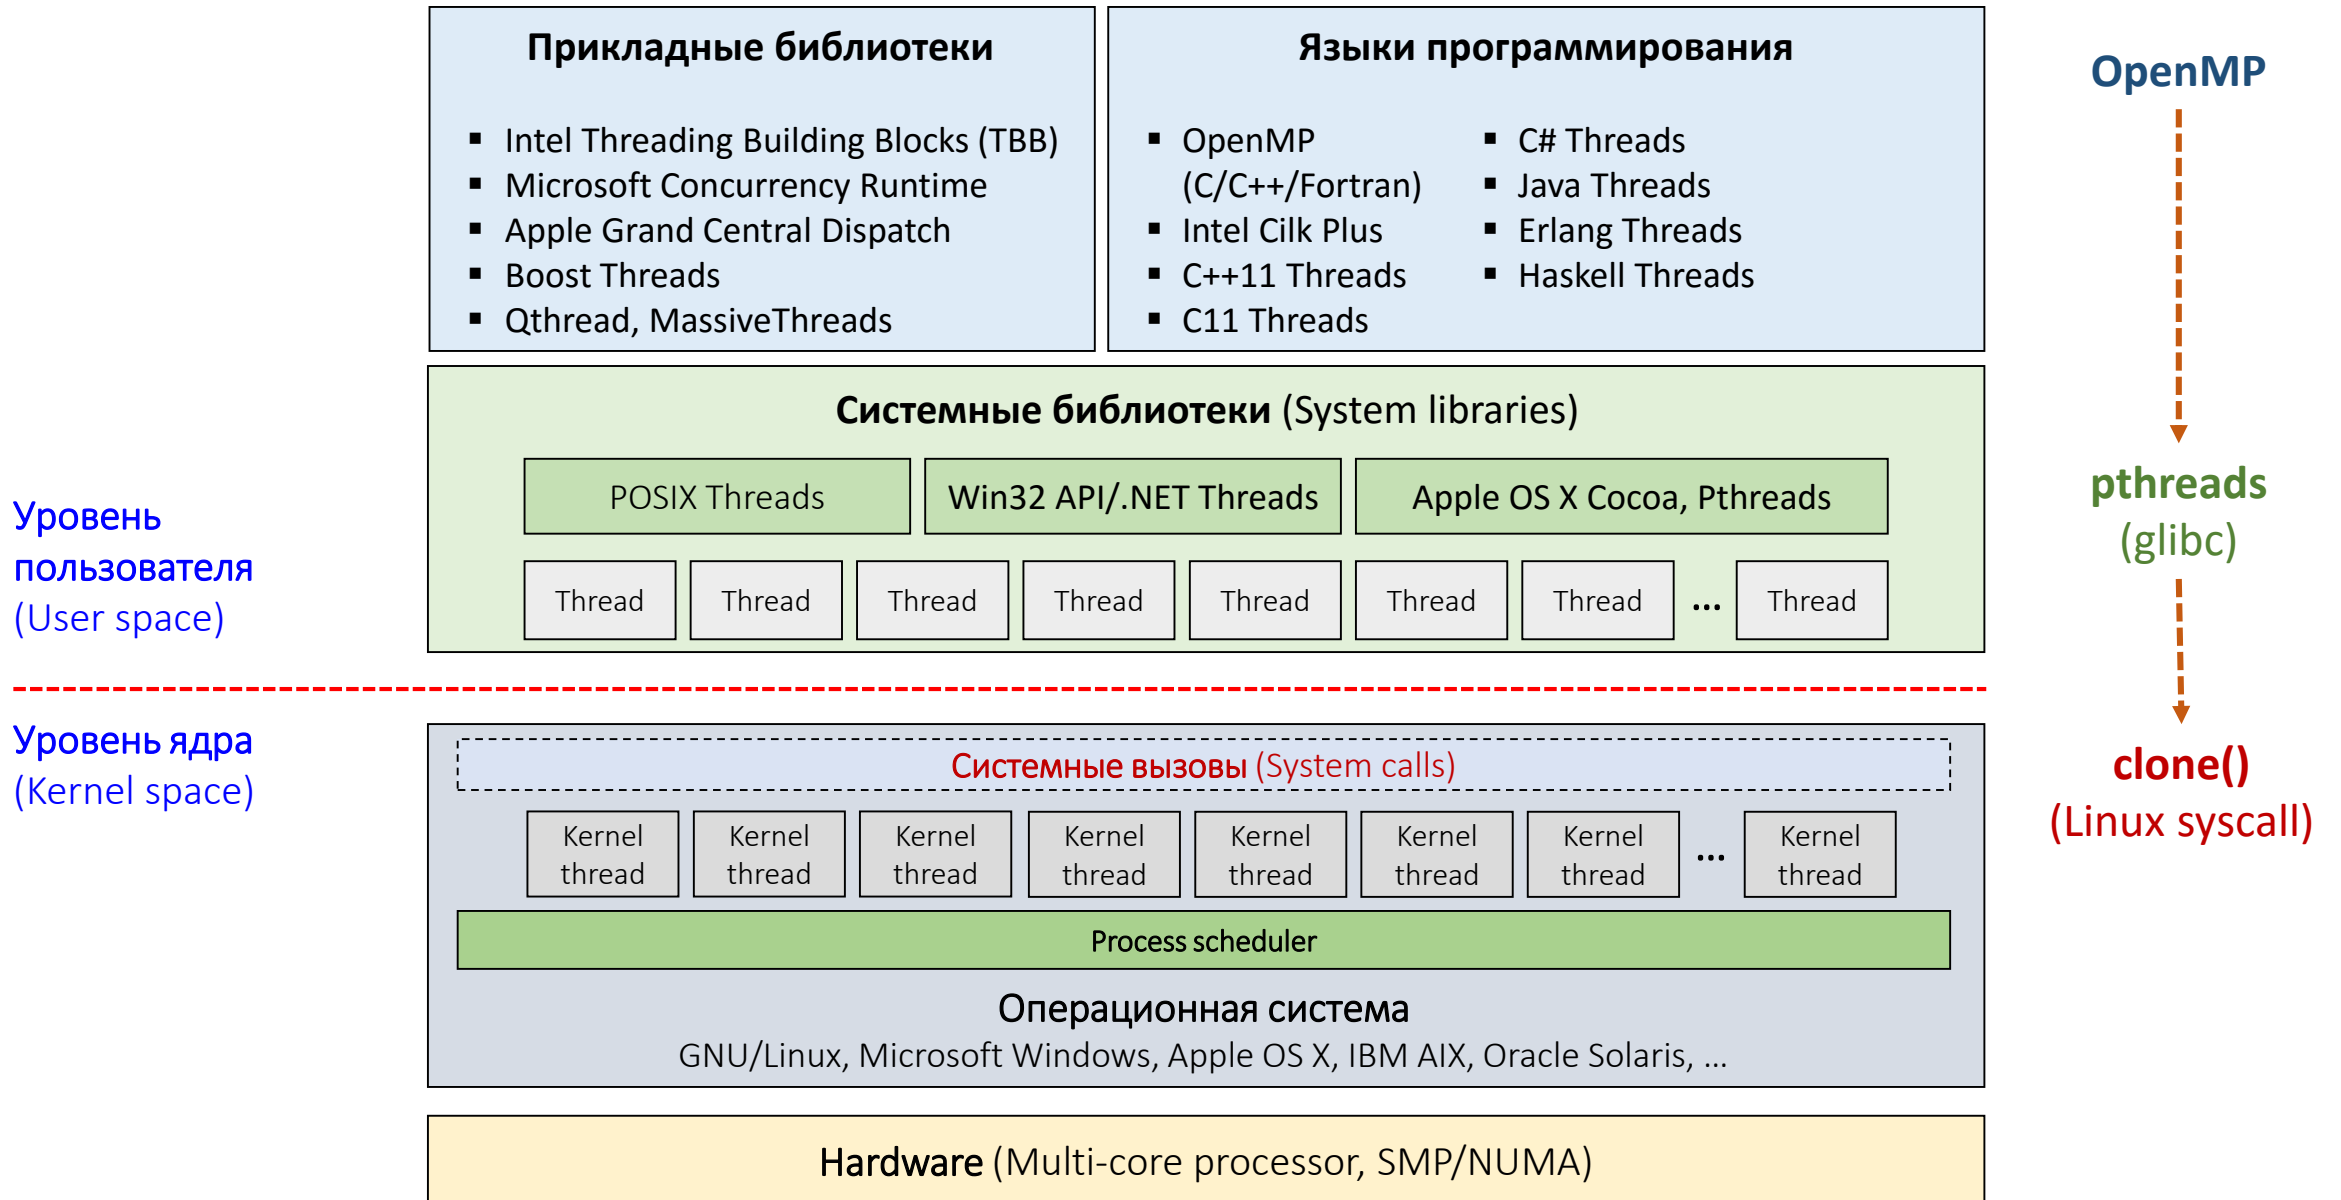 Прикладные библиотеки
▪ Intel Threading Building Blocks (TBB)
▪ Microsoft Concurrency Runtime
▪ Apple Grand Central Dispatch
▪ Boost Threads
▪ Qthread, MassiveThreads
Языки программирования
▪ OpenMP
(C/C++/Fortran)
▪ Intel Cilk Plus
▪ C++11 Threads
▪ C11 Threads
▪ C# Threads
▪ Java Threads
▪ Erlang Threads
▪ Haskell Threads
OpenMP
Системные библиотеки (System libraries)
POSIX Threads
Win32 API/.NET Threads
Apple OS X Cocoa, Pthreads
Thread
Thread
Thread
Thread
Thread
Thread
Thread
...
Thread
Уровень
пользователя
(User space)
pthreads
(glibc)
Уровень ядра
(Kernel space)
Системные вызовы (System calls)
Kernel
thread
Kernel
thread
Kernel
thread
Kernel
thread
Kernel
thread
Kernel
thread
Kernel
thread
...
Kernel
thread
Process scheduler
Операционная система
GNU/Linux, Microsoft Windows, Apple OS X, IBM AIX, Oracle Solaris, ...
clone()
(Linux syscall)
Hardware (Multi-core processor, SMP/NUMA)